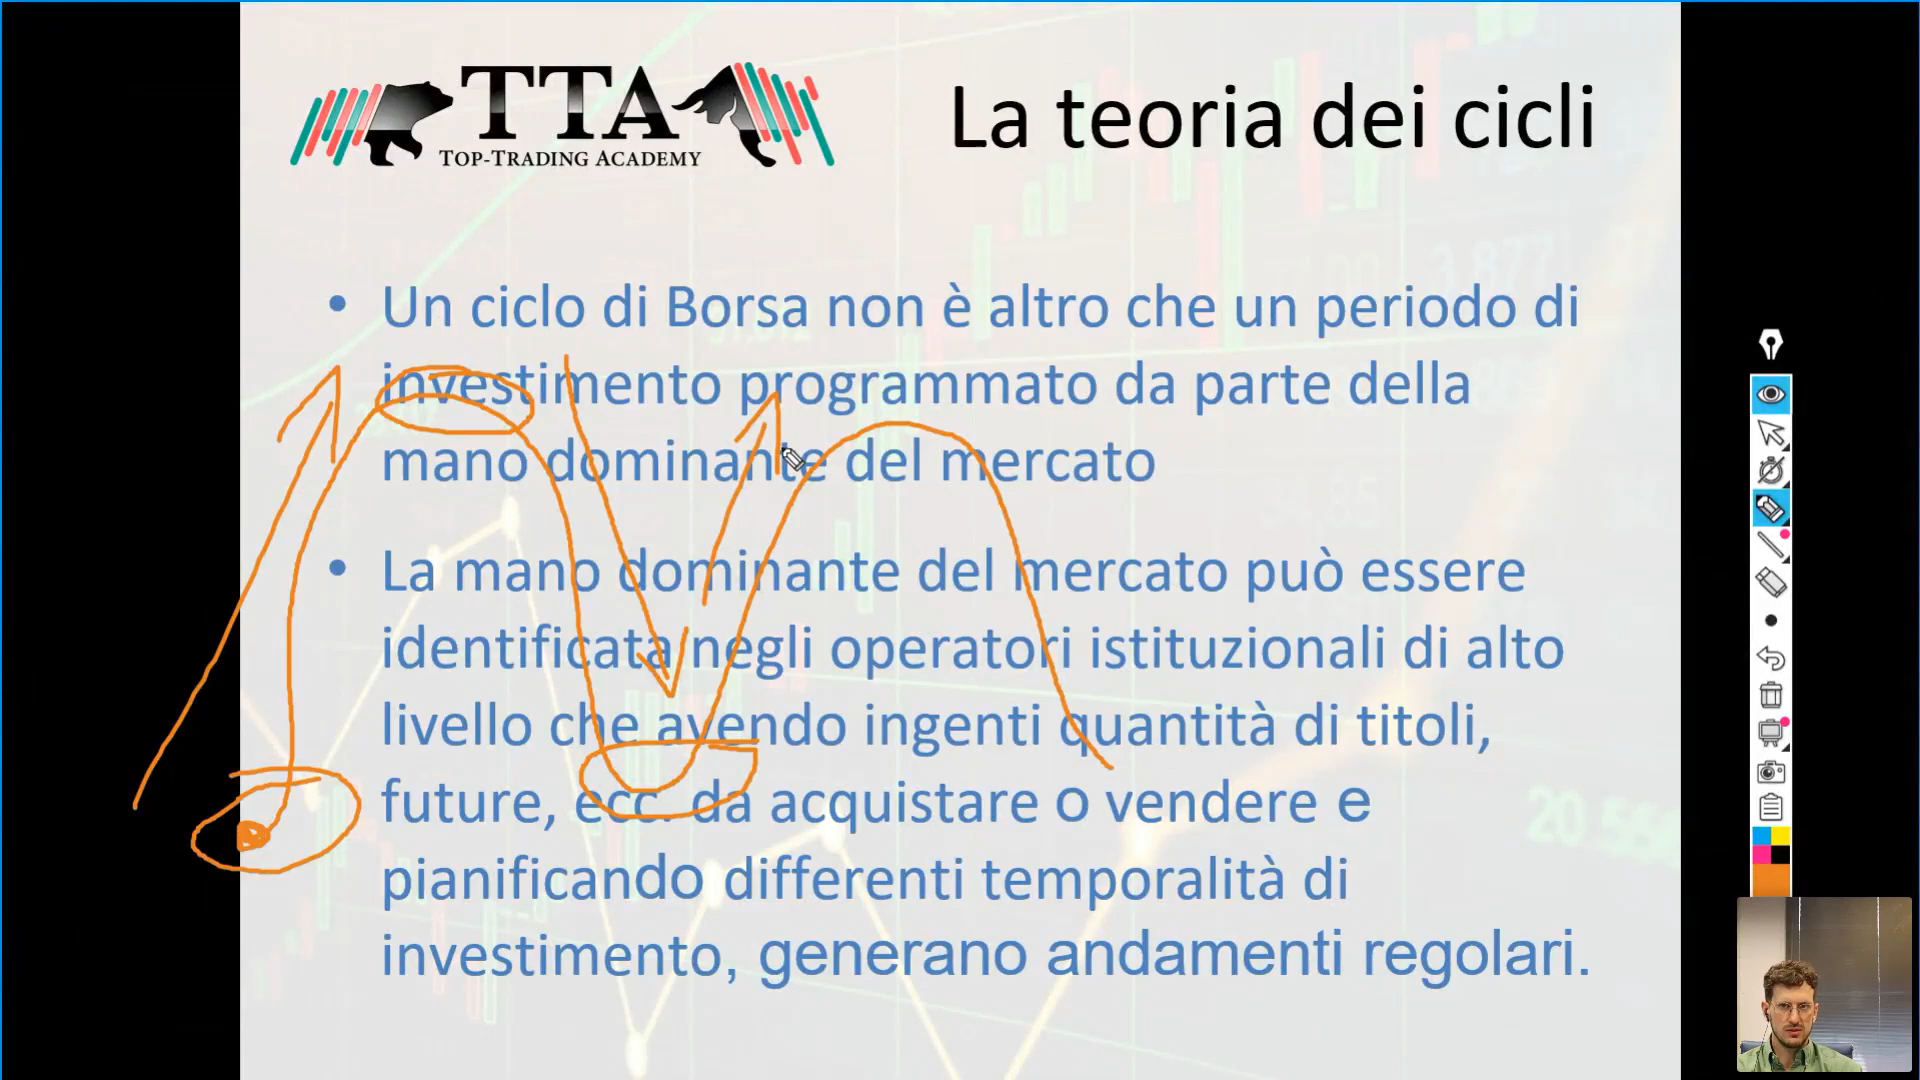 TTA
TOP-TRADING ACADEMY
La teoria dei cicli
• Un ciclo di Borsa non è altro che un periodo di
investimento programmato da parte della
mano dominante del mercato
• La mano dominante del mercato può essere
identificata negli operatori istituzionali di alto
livello che avendo ingenti quantità di titoli,
future, ecc. da acquistare o vendere e
pianificando differenti temporalità di
investimento, generano andamenti regolari.